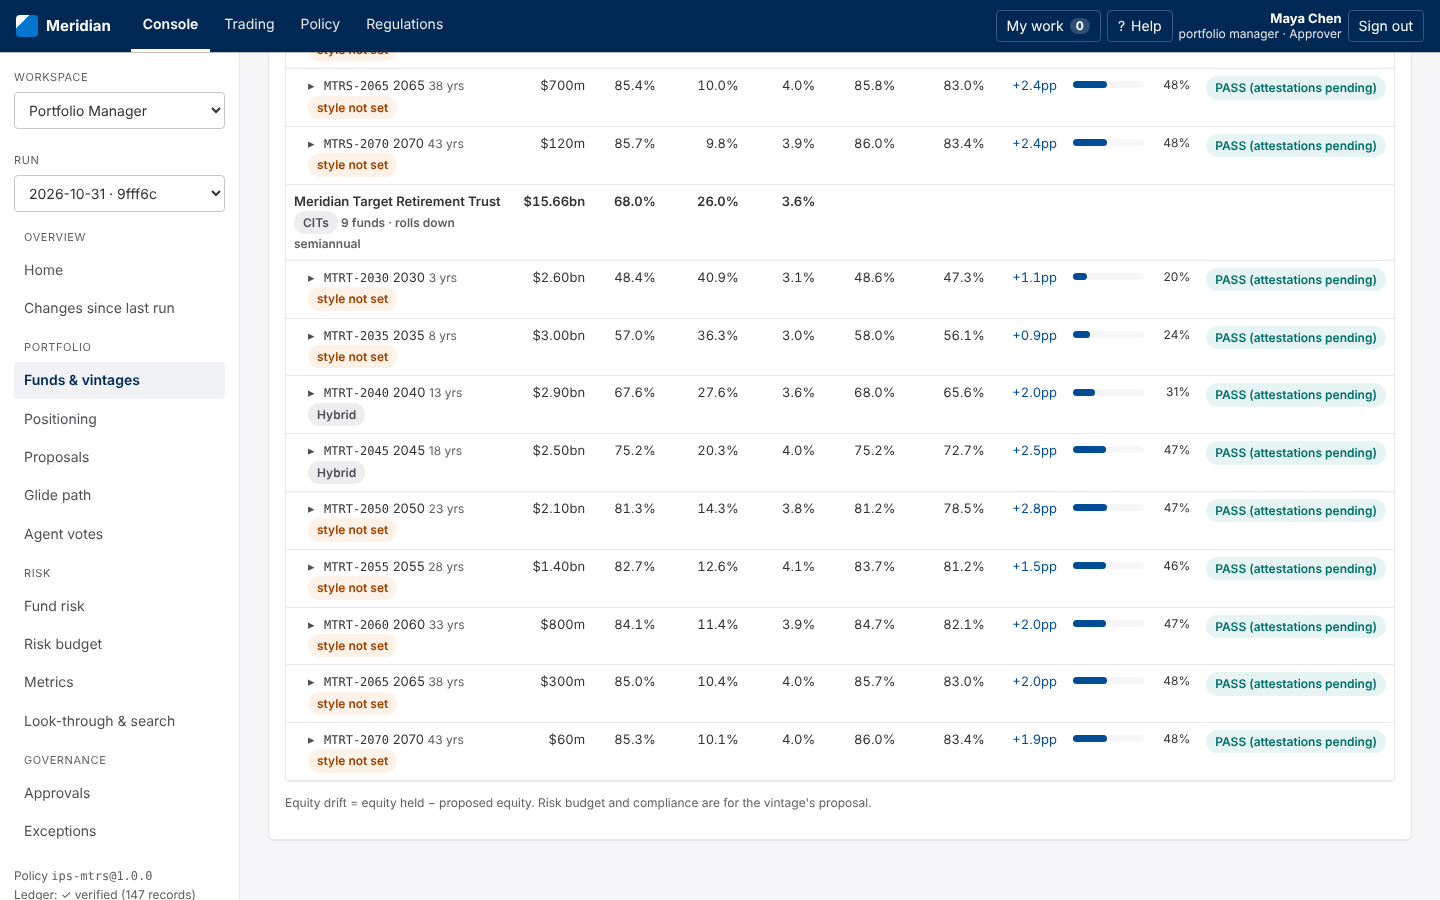 Meridian
Console
Trading
Policy
Regulations
My work 0
? Help
Maya Chen
portfolio manager · Approver
Sign out
WORKSPACE
Portfolio Manager
RUN
2026-10-31 · 9fff6c
OVERVIEW
Home
Changes since last run
PORTFOLIO
Funds & vintages
Positioning
Proposals
Glide path
Agent votes
RISK
Fund risk
Risk budget
Metrics
Look-through & search
GOVERNANCE
Approvals
Exceptions
Policy ips-mtrs@1.0.0
Ledger: ✓ verified (147 records)
style not set
▸ MTRS-2065 2065 38 yrs $700m 85.4% 10.0% 4.0% 85.8% 83.0% +2.4pp 48% PASS (attestations pending)
style not set
▸ MTRS-2070 2070 43 yrs $120m 85.7% 9.8% 3.9% 86.0% 83.4% +2.4pp 48% PASS (attestations pending)
style not set
Meridian Target Retirement Trust $15.66bn 68.0% 26.0% 3.6%
CITs 9 funds · rolls down
semiannual
▸ MTRT-2030 2030 3 yrs $2.60bn 48.4% 40.9% 3.1% 48.6% 47.3% +1.1pp 20% PASS (attestations pending)
style not set
▸ MTRT-2035 2035 8 yrs $3.00bn 57.0% 36.3% 3.0% 58.0% 56.1% +0.9pp 24% PASS (attestations pending)
style not set
▸ MTRT-2040 2040 13 yrs $2.90bn 67.6% 27.6% 3.6% 68.0% 65.6% +2.0pp 31% PASS (attestations pending)
Hybrid
▸ MTRT-2045 2045 18 yrs $2.50bn 75.2% 20.3% 4.0% 75.2% 72.7% +2.5pp 47% PASS (attestations pending)
Hybrid
▸ MTRT-2050 2050 23 yrs $2.10bn 81.3% 14.3% 3.8% 81.2% 78.5% +2.8pp 47% PASS (attestations pending)
style not set
▸ MTRT-2055 2055 28 yrs $1.40bn 82.7% 12.6% 4.1% 83.7% 81.2% +1.5pp 46% PASS (attestations pending)
style not set
▸ MTRT-2060 2060 33 yrs $800m 84.1% 11.4% 3.9% 84.7% 82.1% +2.0pp 47% PASS (attestations pending)
style not set
▸ MTRT-2065 2065 38 yrs $300m 85.0% 10.4% 4.0% 85.7% 83.0% +2.0pp 48% PASS (attestations pending)
style not set
▸ MTRT-2070 2070 43 yrs $60m 85.3% 10.1% 4.0% 86.0% 83.4% +1.9pp 48% PASS (attestations pending)
style not set
Equity drift = equity held − proposed equity. Risk budget and compliance are for the vintage's proposal.